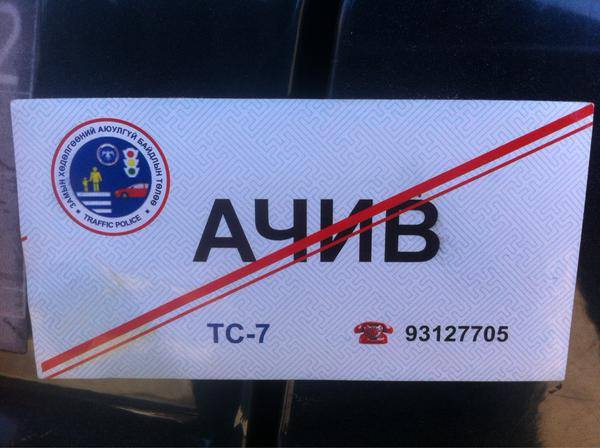 ЗАМЫН ХӨДӨЛГӨӨНИЙ АЮУЛГҮЙ БАЙДЛЫН ТӨЛӨӨ
• TRAFFIC POLICE •
АЧИВ
ТС-7
93127705